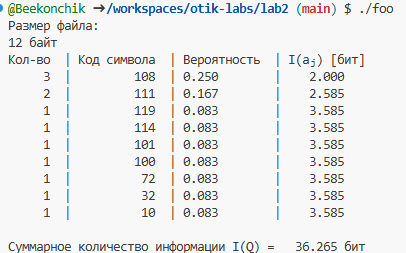 @Beekonchik ➜/workspaces/otik-labs/lab2 (main) $ ./foo
Размер файла:
12 байт
Кол-во | Код символа | Вероятность | I(aj) [бит]
3 | 108 | 0.250 | 2.000
2 | 111 | 0.167 | 2.585
1 | 119 | 0.083 | 3.585
1 | 114 | 0.083 | 3.585
1 | 101 | 0.083 | 3.585
1 | 100 | 0.083 | 3.585
1 | 72 | 0.083 | 3.585
1 | 32 | 0.083 | 3.585
1 | 10 | 0.083 | 3.585
Суммарное количество информации I(Q) = 36.265 бит